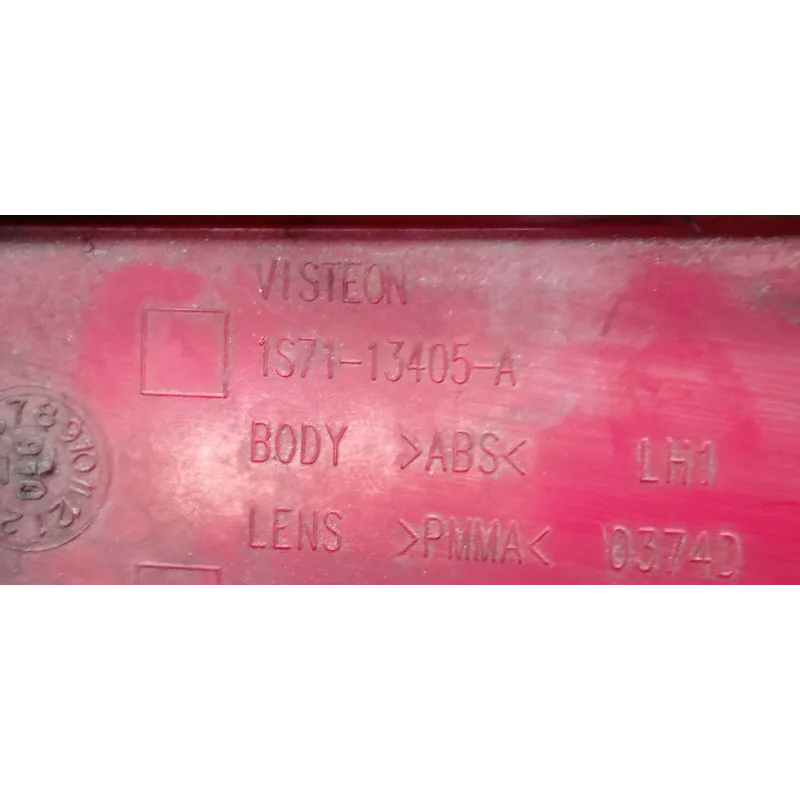 VISTEON
1S71-13405-A
BODY >ABS< LH1
LENS >PMMA< 0374D